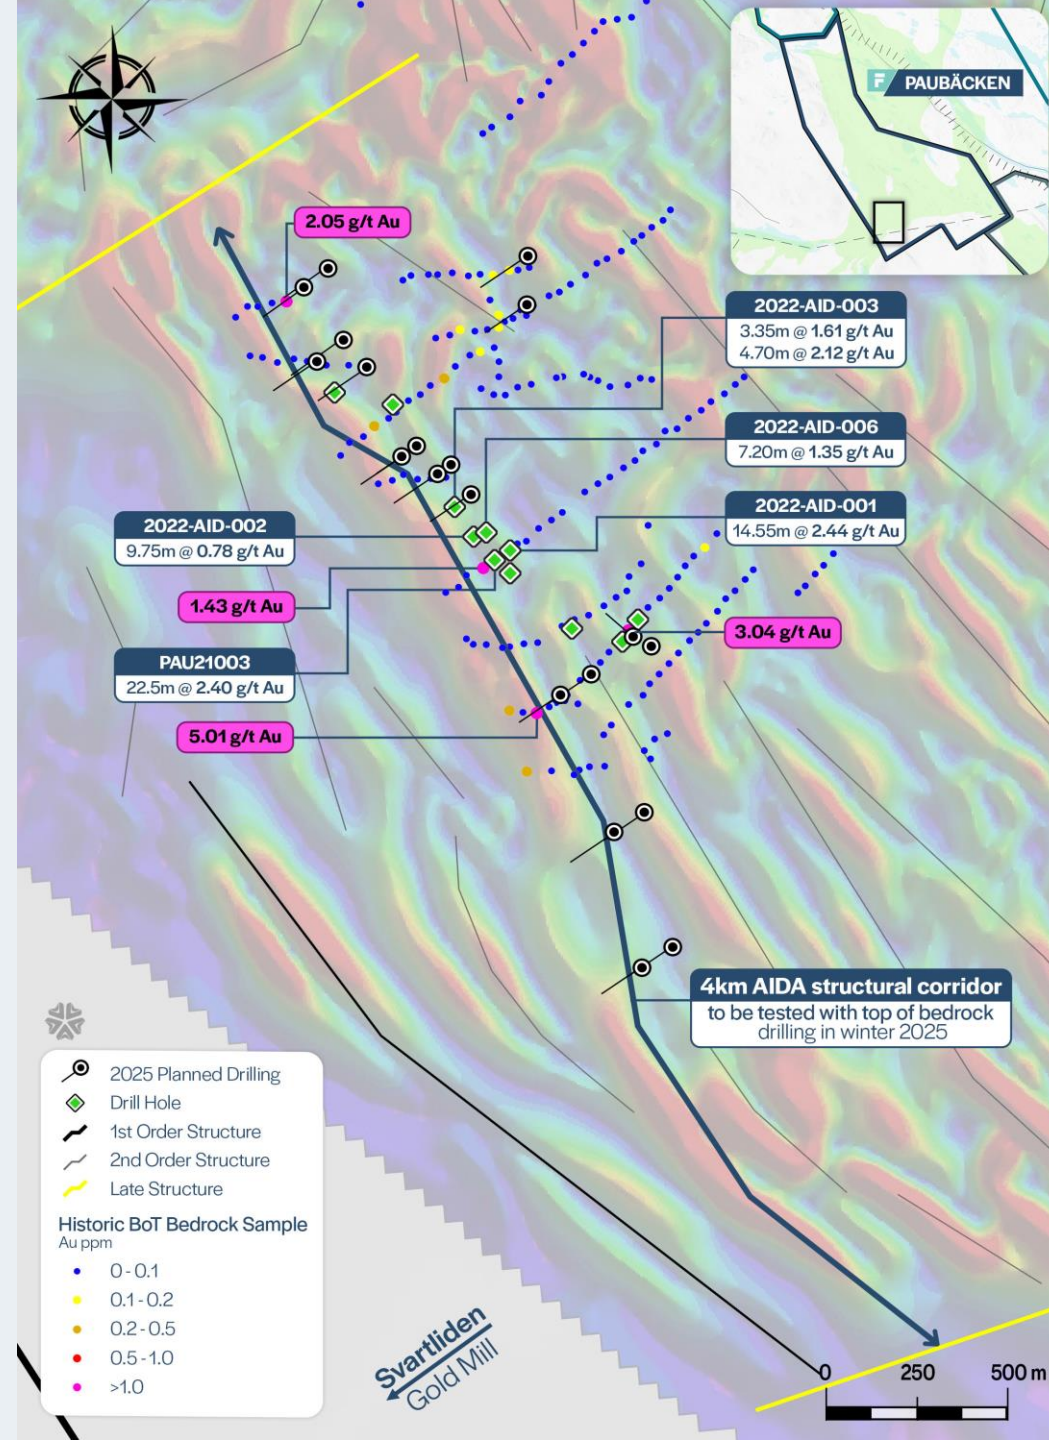 F PAUBÄCKEN
2.05 g/t Au
2022-AID-003
3.35m @ 1.61 g/t Au
4.70m @ 2.12 g/t Au
2022-AID-006
7.20m @ 1.35 g/t Au
2022-AID-001
14.55m @ 2.44 g/t Au
2022-AID-002
9.75m @ 0.78 g/t Au
1.43 g/t Au
3.04 g/t Au
PAU21003
22.5m @ 2.40 g/t Au
5.01 g/t Au
4km AIDA structural corridor
to be tested with top of bedrock
drilling in winter 2025
2025 Planned Drilling
Drill Hole
1st Order Structure
2nd Order Structure
Late Structure
Historic BoT Bedrock Sample
Au ppm
0 - 0.1
0.1 - 0.2
0.2 - 0.5
0.5 - 1.0
>1.0
Svartliden
Gold Mill
0 250 500 m